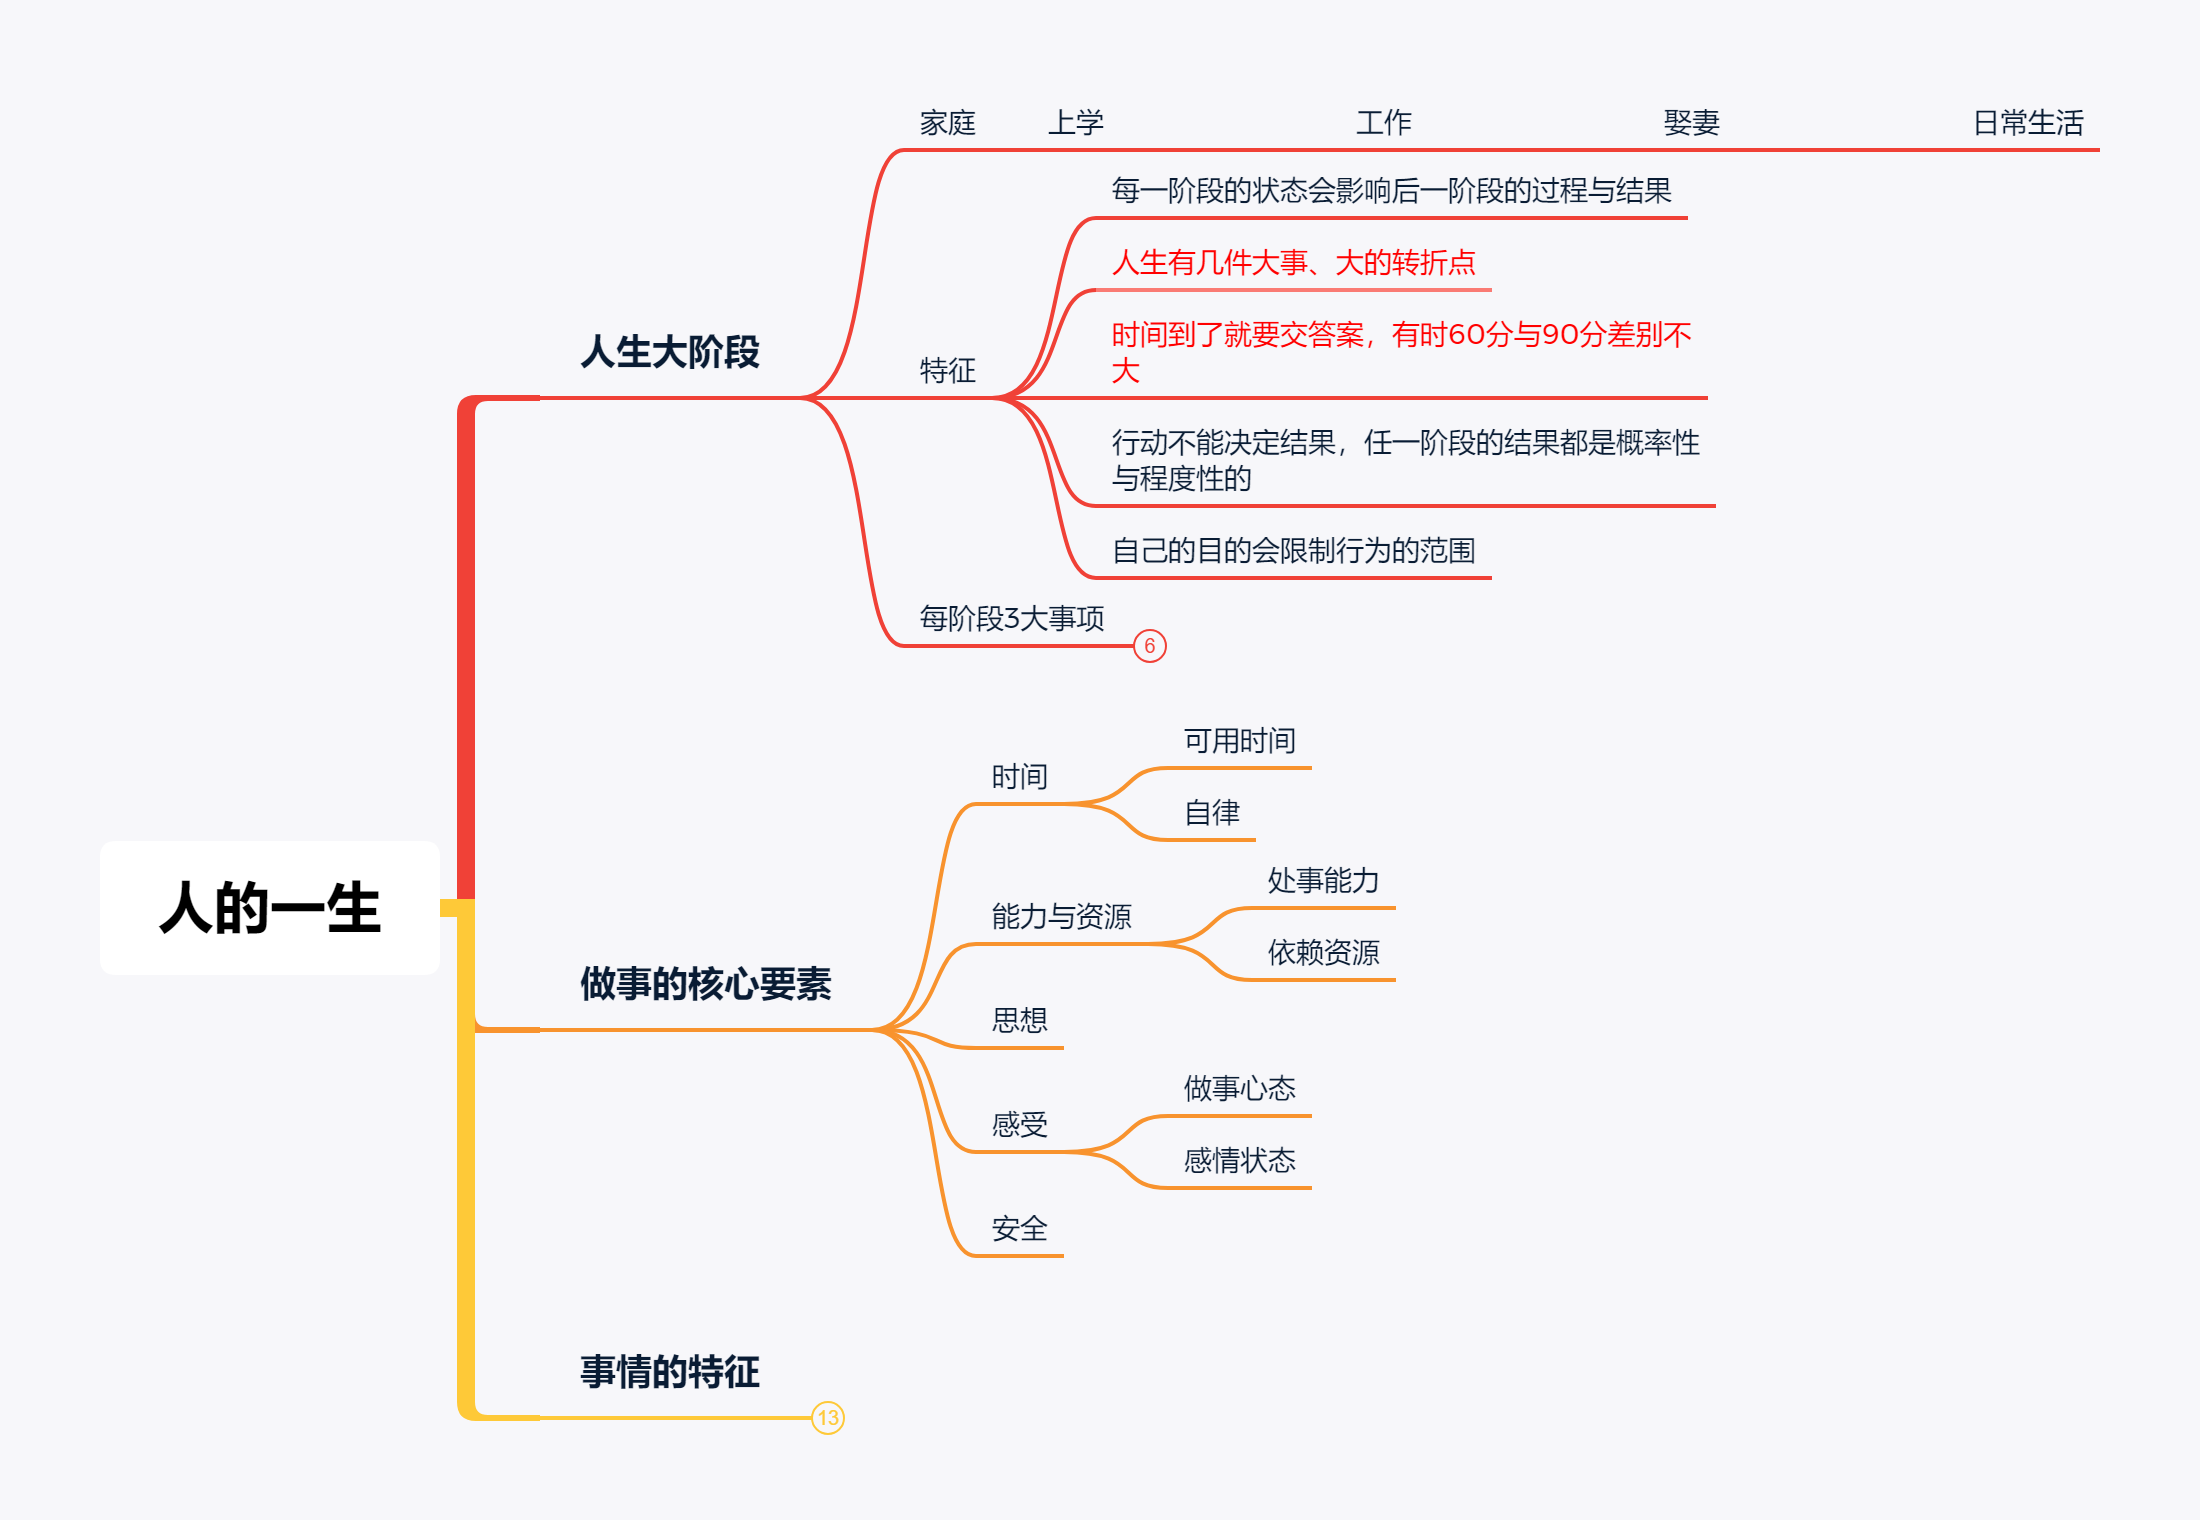 家庭 上学 工作 娶妻 日常生活
每一阶段的状态会影响后一阶段的过程与结果
人生有几件大事、大的转折点
时间到了就要交答案，有时60分与90分差别不
大
人生大阶段
特征
行动不能决定结果，任一阶段的结果都是概率性
与程度性的
自己的目的会限制行为的范围
每阶段3大事项
6
可用时间
时间
自律
处事能力
能力与资源
依赖资源
人的一生
做事的核心要素
思想
做事心态
感受
感情状态
安全
事情的特征
13